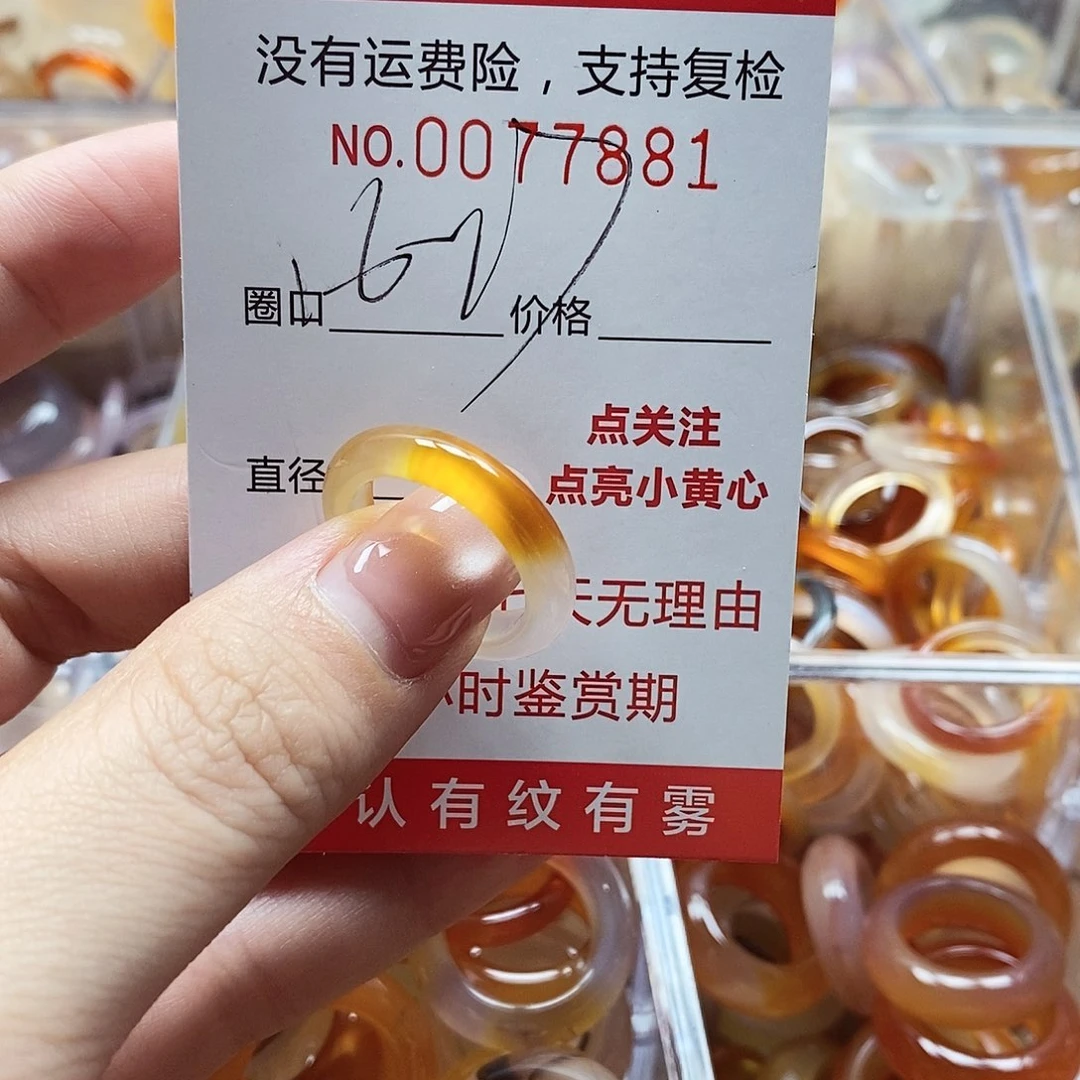 没有运费险，支持复检
NO.0077881
圈口 价格
点关注
直径 点亮小黄心
天无理由
小时鉴赏期
认有纹有雾